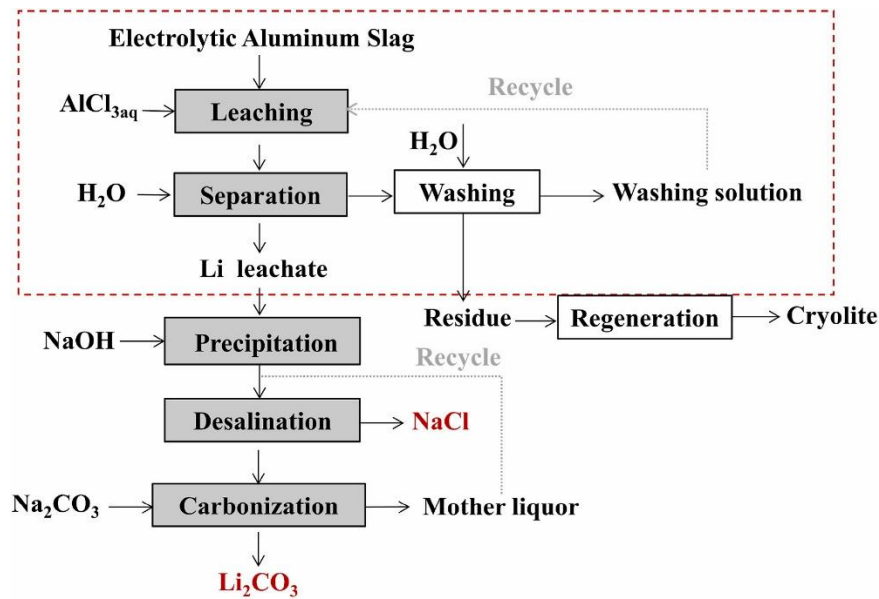 Electrolytic Aluminum Slag
Recycle
AlCl₃aq
Leaching
H₂O
H₂O
Separation
Washing
Washing solution
Li leachate
Residue
Regeneration
Cryolite
NaOH
Precipitation
Recycle
Desalination
NaCl
Na₂CO₃
Carbonization
Mother liquor
Li₂CO₃